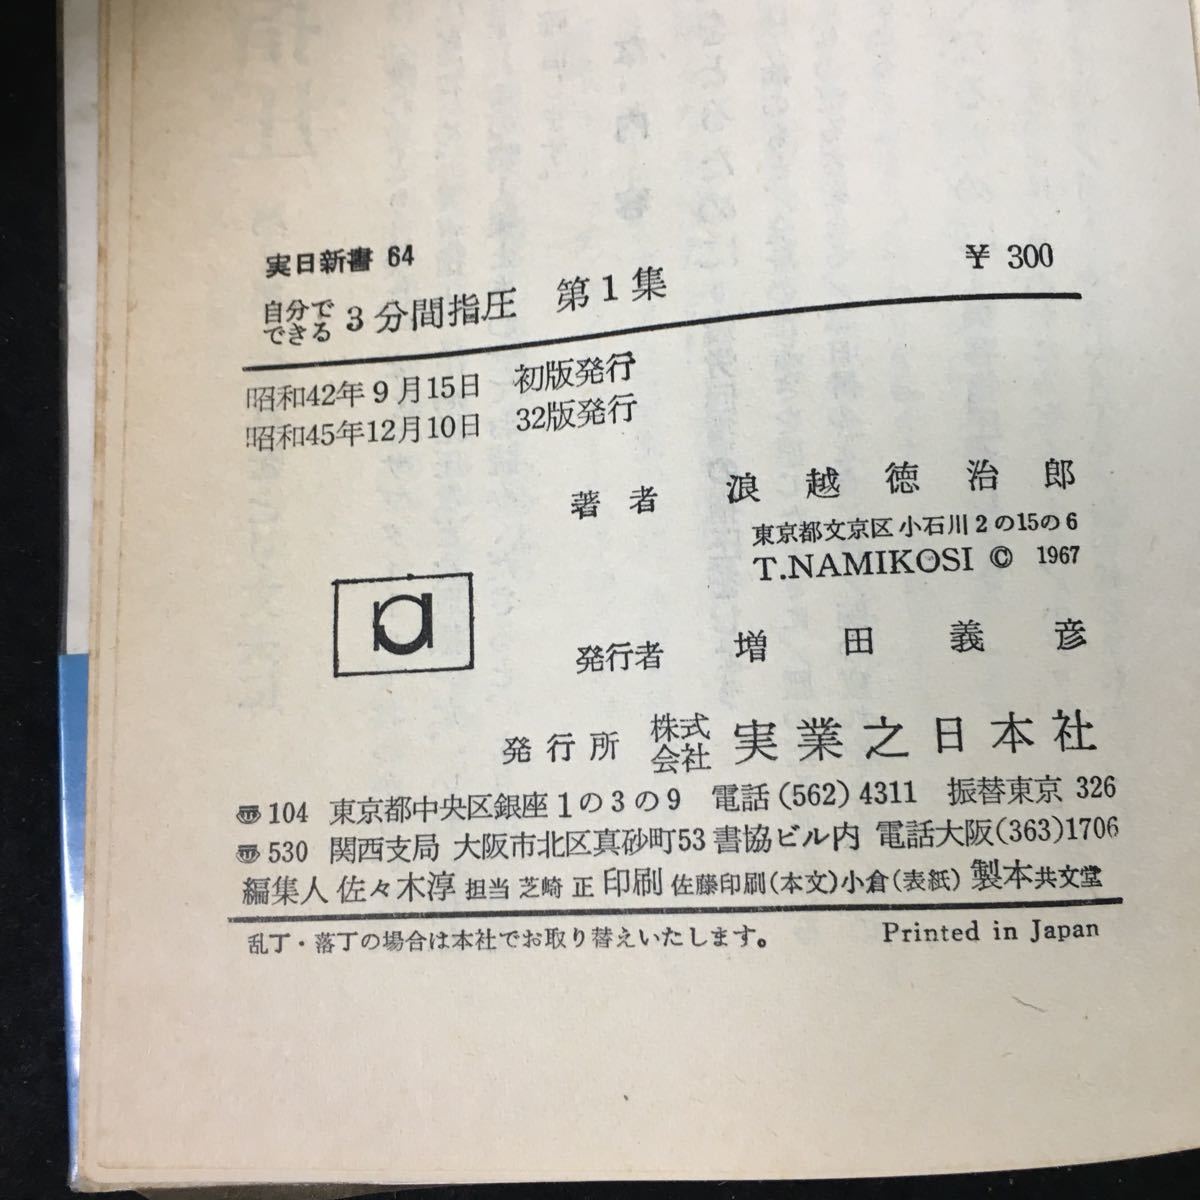 実日新書 64
¥ 300
自分で
できる 3分間指圧 第1集
昭和42年9月15日 初版発行
昭和45年12月10日 32版発行
著者 浪越徳治郎
東京都文京区小石川2の15の6
T.NAMIKOSI © 1967
発行者 増田義彦
発行所 株式会社 実業之日本社
〠104 東京都中央区銀座1の3の9 電話(562)4311 振替東京 326
〠530 関西支局 大阪市北区真砂町53書協ビル内 電話大阪(363)1706
編集人 佐々木淳 担当 芝崎 正 印刷 佐藤印刷(本文)小倉(表紙) 製本共文堂
乱丁・落丁の場合は本社でお取り替えいたします。 Printed in Japan